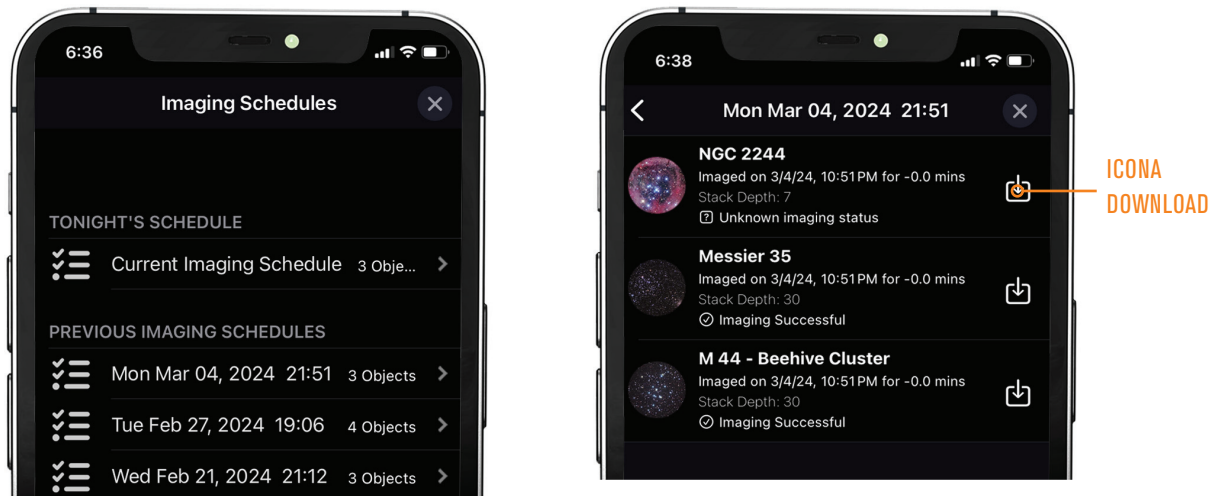 6:36
Imaging Schedules
TONIGHT'S SCHEDULE
Current Imaging Schedule 3 Obje...
PREVIOUS IMAGING SCHEDULES
Mon Mar 04, 2024 21:51 3 Objects
Tue Feb 27, 2024 19:06 4 Objects
Wed Feb 21, 2024 21:12 3 Objects
6:38
Mon Mar 04, 2024 21:51
NGC 2244
Imaged on 3/4/24, 10:51PM for -0.0 mins
Stack Depth: 7
Unknown imaging status
Messier 35
Imaged on 3/4/24, 10:51PM for -0.0 mins
Stack Depth: 30
Imaging Successful
M 44 - Beehive Cluster
Imaged on 3/4/24, 10:51PM for -0.0 mins
Stack Depth: 30
Imaging Successful
ICONA
DOWNLOAD